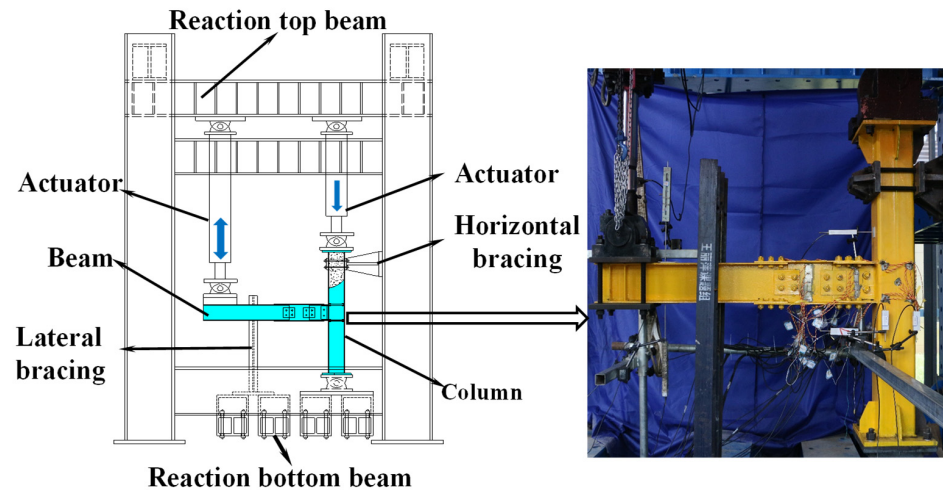 Reaction top beam
Actuator
Actuator
Horizontal
bracing
Beam
Lateral
bracing
Column
Reaction bottom beam